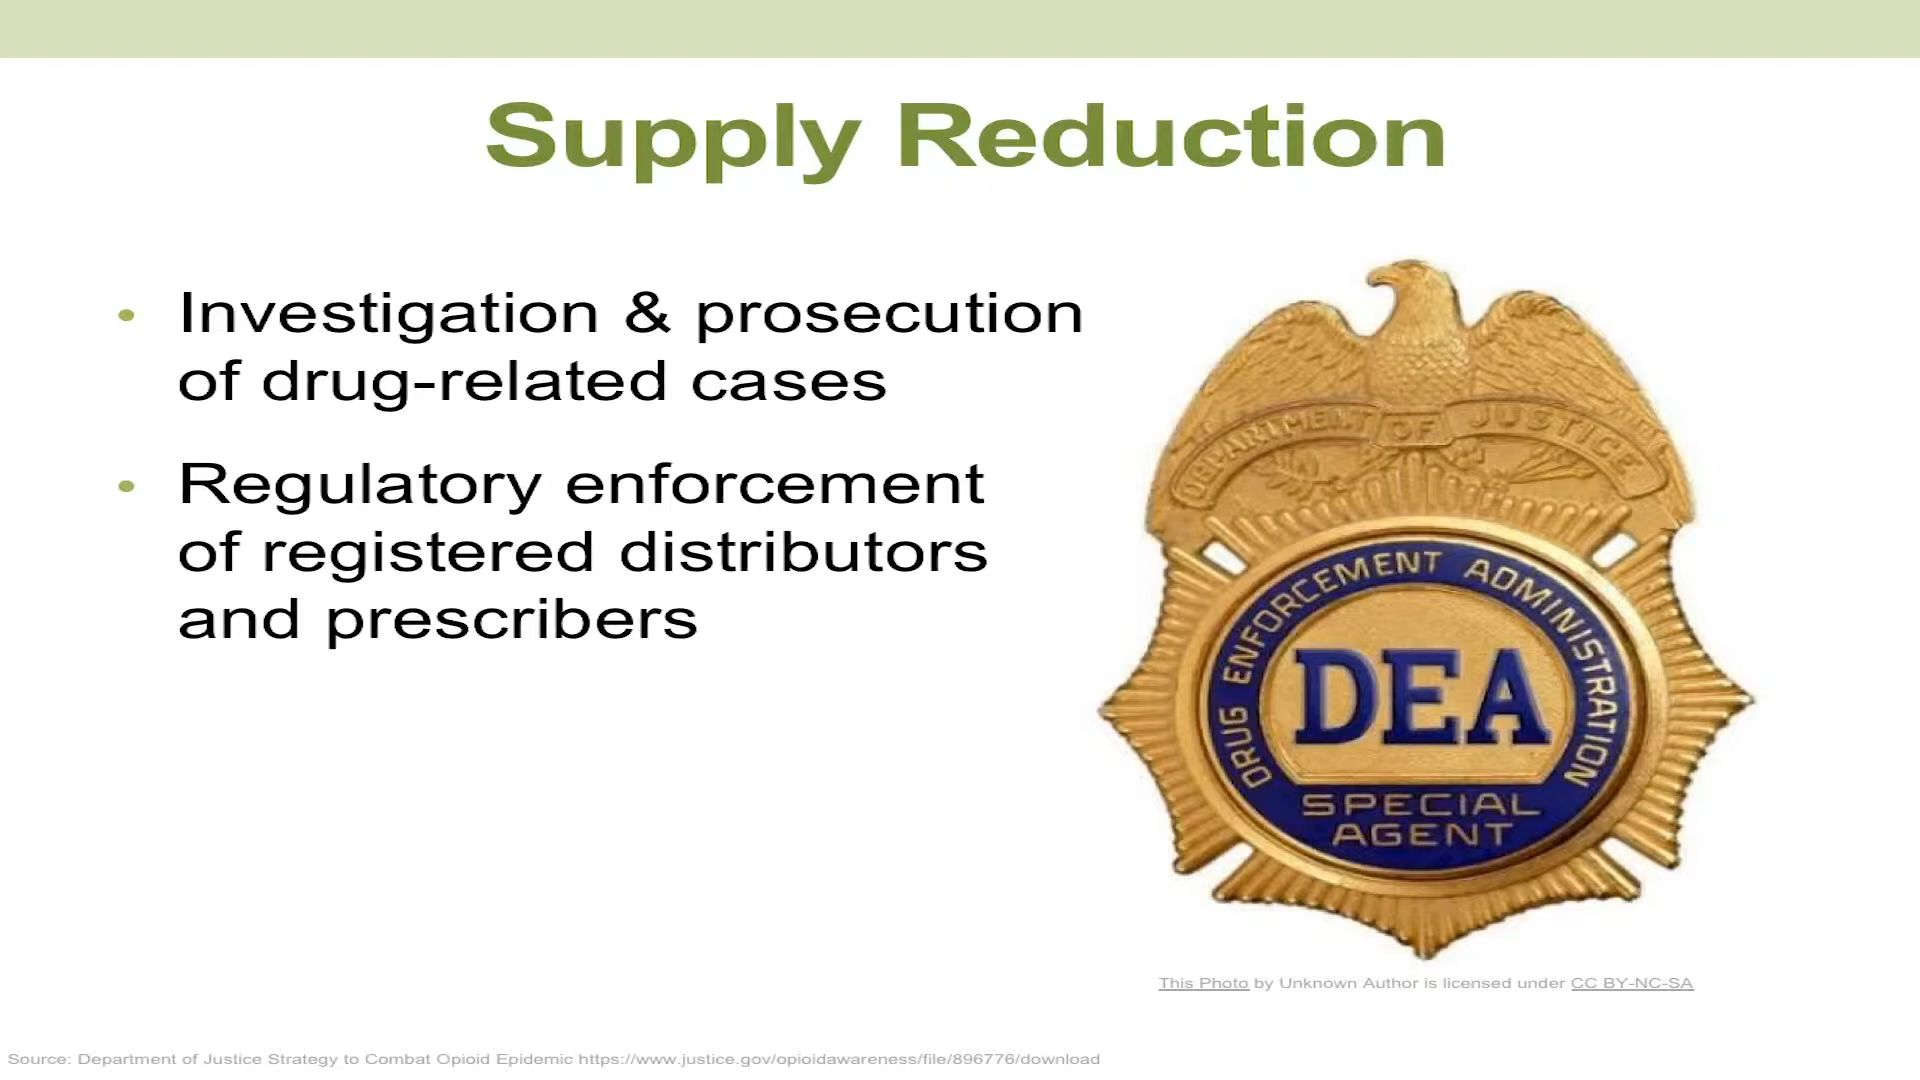 Supply Reduction
• Investigation & prosecution
of drug-related cases
• Regulatory enforcement
of registered distributors
and prescribers
DEPARTMENT OF JUSTICE
DRUG ENFORCEMENT ADMINISTRATION
DEA
SPECIAL
AGENT
This Photo by Unknown Author is licensed under CC BY-NC-SA
Source: Department of Justice Strategy to Combat Opioid Epidemic https://www.justice.gov/opioidawareness/file/896776/download